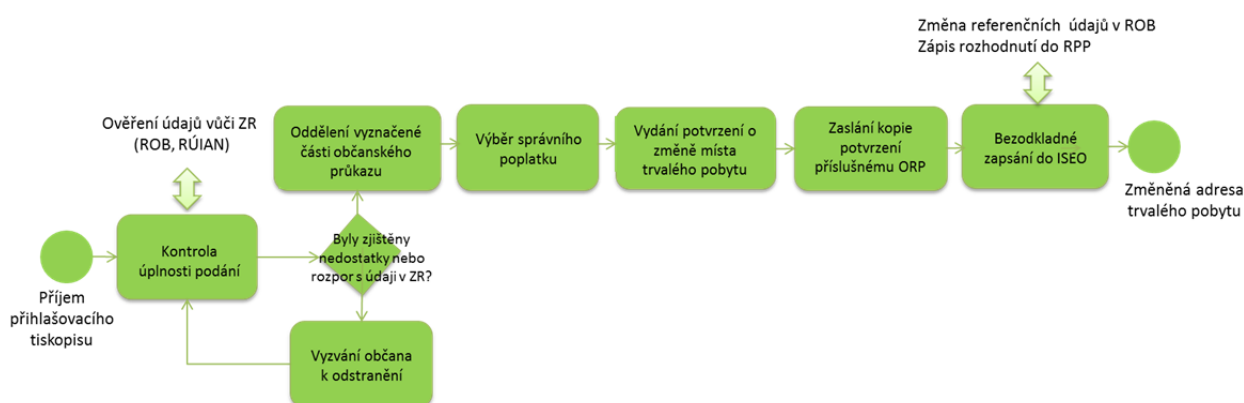 Změna referenčních údajů v ROB
Zápis rozhodnutí do RPP
Ověření údajů vůči ZR
(ROB, RÚIAN)
Oddělení vyznačené
části občanského
průkazu
Výběr správního
poplatku
Vydání potvrzení o
změně místa
trvalého pobytu
Zaslání kopie
potvrzení
příslušnému ORP
Bezodkladné
zapsání do ISEO
Změněná adresa
trvalého pobytu
Příjem
přihlašovacího
tiskopisu
Kontrola
úplnosti podání
Byly zjištěny
nedostatky nebo
rozpor s údaji v ZR?
Vyzvání občana
k odstranění